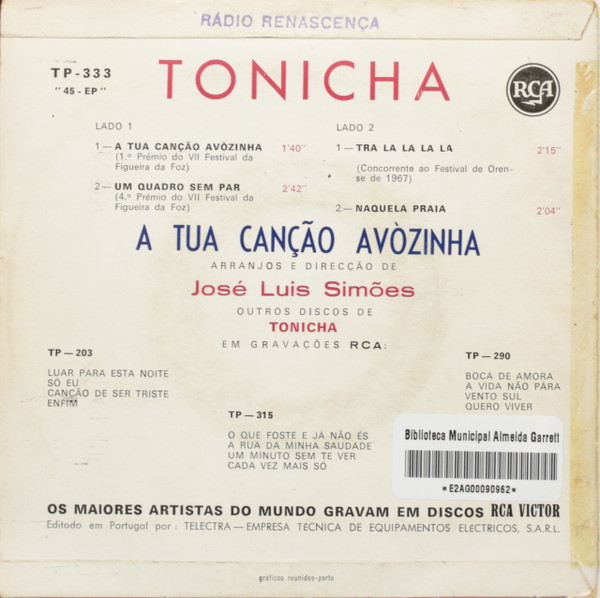 RÁDIO RENASCENÇA
TP-333
"45-EP"
TONICHA
RCA
LADO 1
1—A TUA CANÇÃO AVÒZINHA 1'40"
(1.º Prémio do VII Festival da
Figueira da Foz)
2—UM QUADRO SEM PAR 2'42"
(4.º Prémio do VII Festival da
Figueira da Foz)
LADO 2
1—TRA LA LA LA LA 2'15"
(Concorrente ao Festival de Oren-
se de 1967)
2—NAQUELA PRAIA 2'04"
A TUA CANÇÃO AVÒZINHA
ARRANJOS E DIRECÇÃO DE
José Luis Simões
OUTROS DISCOS DE
TONICHA
EM GRAVAÇÕES RCA:
TP—203
LUAR PARA ESTA NOITE
SÓ EU
CANÇÃO DE SER TRISTE
ENFIM
TP—315
O QUE FOSTE E JÁ NÃO ÉS
A RUA DA MINHA SAUDADE
UM MINUTO SEM TE VER
CADA VEZ MAIS SÓ
TP—290
BOCA DE AMORA
A VIDA NÃO PÁRA
VENTO SUL
QUERO VIVER
Biblioteca Municipal Almeida Garrett
*E2AG00090962*
OS MAIORES ARTISTAS DO MUNDO GRAVAM EM DISCOS RCA VICTOR
Editado em Portugal por: TELECTRA—EMPRESA TÉCNICA DE EQUIPAMENTOS ELÉCTRICOS, S.A.R.L.
gráficos reunidos-porto